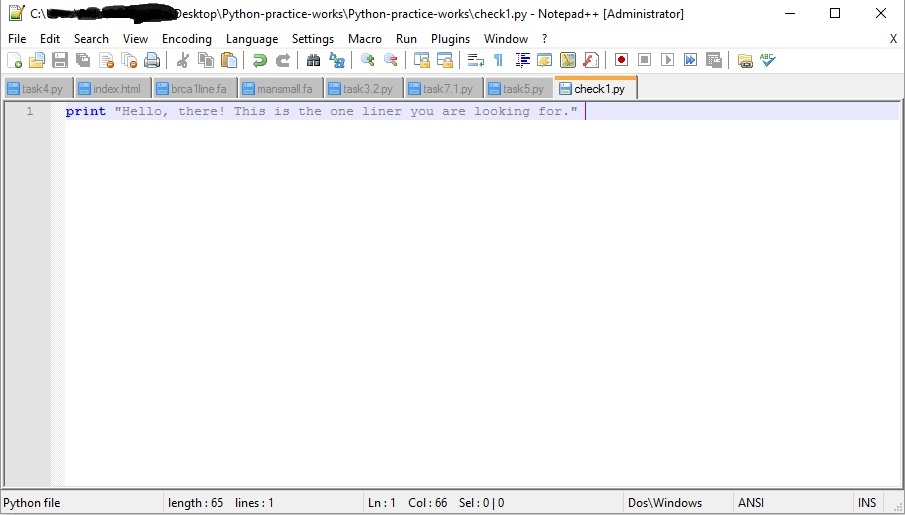 C:\ Desktop\Python-practice-works\Python-practice-works\check1.py - Notepad++ [Administrator]
File Edit Search View Encoding Language Settings Macro Run Plugins Window ? X
task4.py index.html brca1line.fa mansmall.fa task3.2.py task7.1.py task5.py check1.py
1 print "Hello, there! This is the one liner you are looking for."
Python file length : 65 lines : 1 Ln : 1 Col : 66 Sel : 0 | 0 Dos\Windows ANSI INS